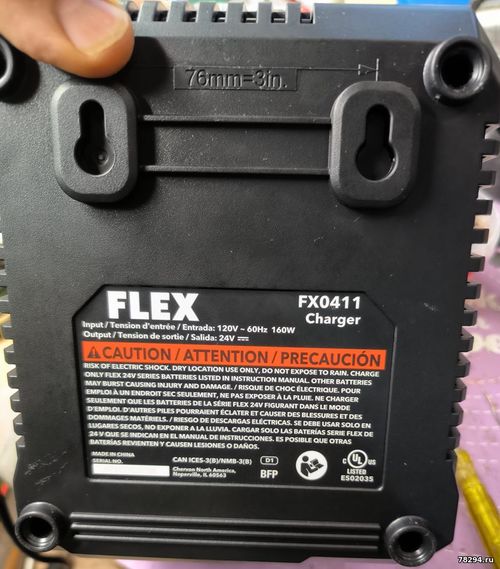 76mm=3in.
FLEX
FX0411
Charger
Input / Tension d'entrée / Entrada: 120V ~ 60Hz 160W
Output / Tension de sortie / Salida: 24V ⎓
CAUTION / ATTENTION / PRECAUCIÓN
RISK OF ELECTRIC SHOCK. DRY LOCATION USE ONLY, DO NOT EXPOSE TO RAIN. CHARGE
ONLY FLEX 24V SERIES BATTERIES LISTED IN INSTRUCTION MANUAL. OTHER BATTERIES
MAY BURST CAUSING INJURY AND DAMAGE. / RISQUE DE CHOC ÉLECTRIQUE. POUR
EMPLOI À UN ENDROIT SEC SEULEMENT, NE PAS EXPOSER À LA PLUIE. NE CHARGER
SEULEMENT QUE LES BATTERIES DE LA SÉRIE FLEX 24V FIGURANT DANS LE MODE
D'EMPLOI. D'AUTRES PILES POURRAIENT ÉCLATER ET CAUSER DES BLESSURES ET DES
DOMMAGES MATÉRIELS. / RIESGO DE DESCARGAS ELÉCTRICAS. SE DEBE USAR SOLO EN
LUGARES SECOS, NO EXPONER A LA LLUVIA. CARGAR SOLO LAS BATERÍAS SERIE FLEX DE
24 V QUE SE INDICAN EN EL MANUAL DE INSTRUCCIONES. ES POSIBLE QUE OTRAS
BATERÍAS REVIENTEN Y CAUSEN LESIONES O DAÑOS.
MADE IN CHINA
SERIAL NO.
CAN ICES-3(B)/NMB-3(B)
Chervon North America,
Naperville, IL 60563
D1
BFP
C UL US
LISTED
E502035
78294.ru